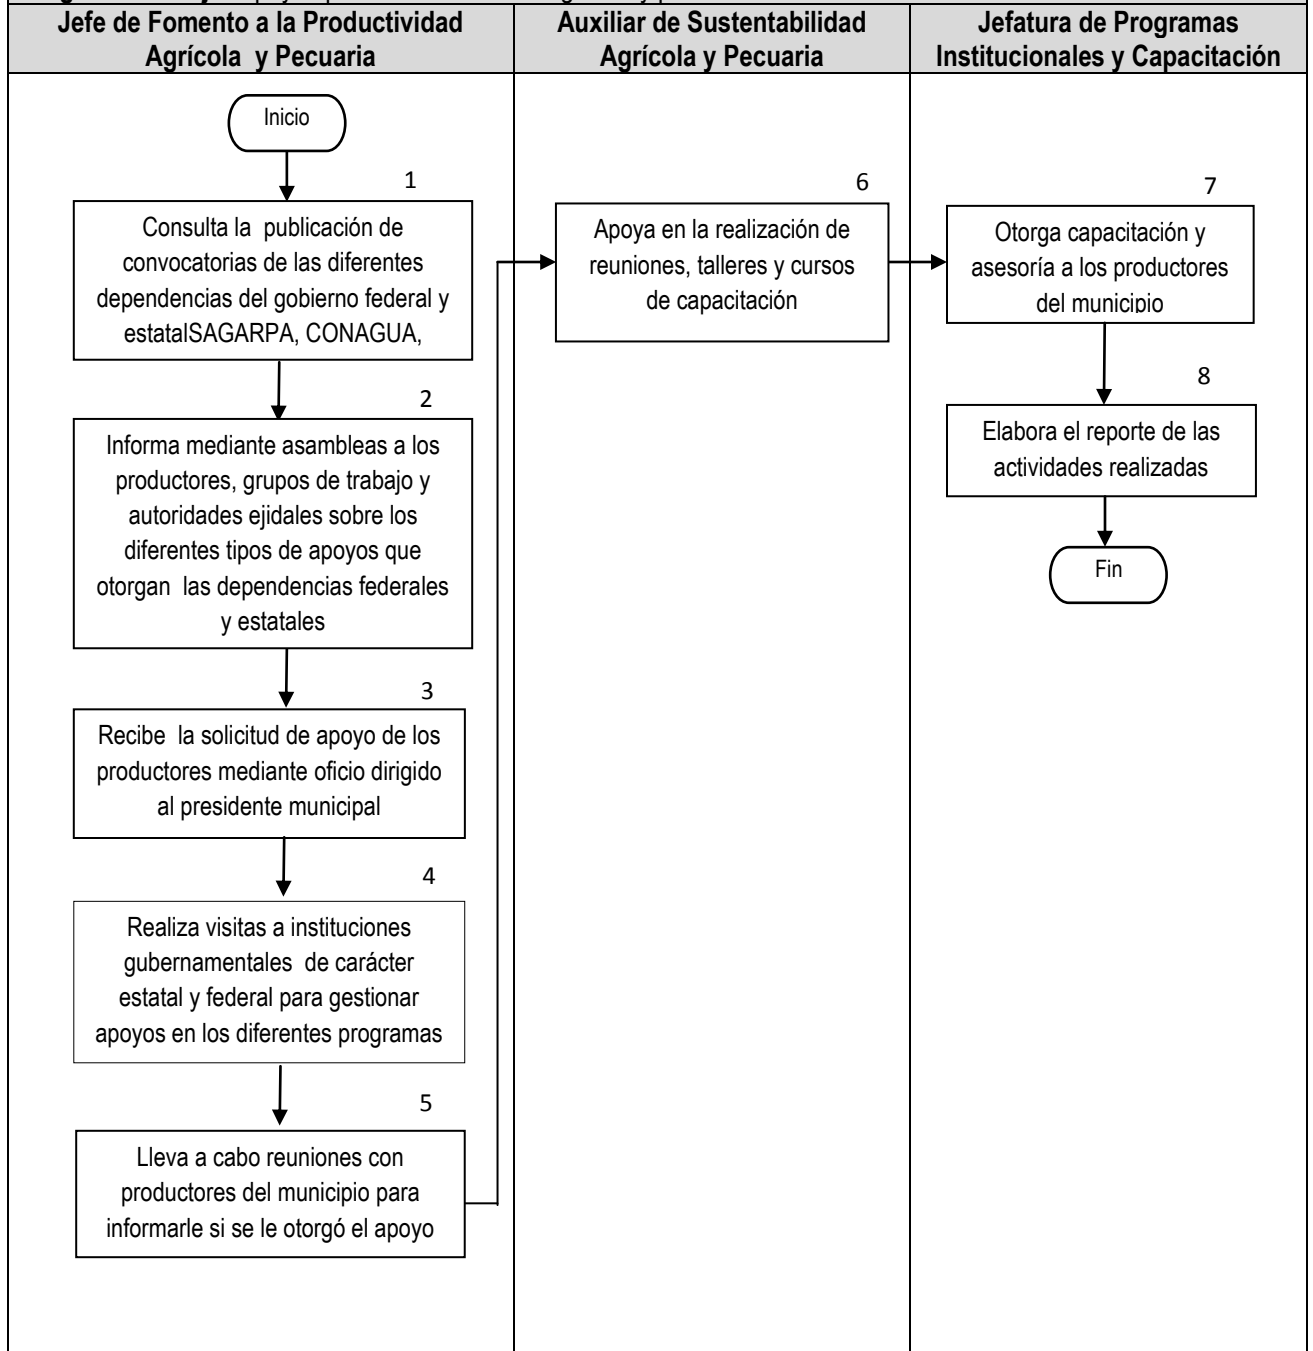 Jefe de Fomento a la Productividad
Agrícola y Pecuaria
Auxiliar de Sustentabilidad
Agrícola y Pecuaria
Jefatura de Programas
Institucionales y Capacitación
Inicio
1
Consulta la publicación de
convocatorias de las diferentes
dependencias del gobierno federal y
estatalSAGARPA, CONAGUA,
2
Informa mediante asambleas a los
productores, grupos de trabajo y
autoridades ejidales sobre los
diferentes tipos de apoyos que
otorgan las dependencias federales
y estatales
3
Recibe la solicitud de apoyo de los
productores mediante oficio dirigido
al presidente municipal
4
Realiza visitas a instituciones
gubernamentales de carácter
estatal y federal para gestionar
apoyos en los diferentes programas
5
Lleva a cabo reuniones con
productores del municipio para
informarle si se le otorgó el apoyo
6
Apoya en la realización de
reuniones, talleres y cursos
de capacitación
7
Otorga capacitación y
asesoría a los productores
del municipio
8
Elabora el reporte de las
actividades realizadas
Fin